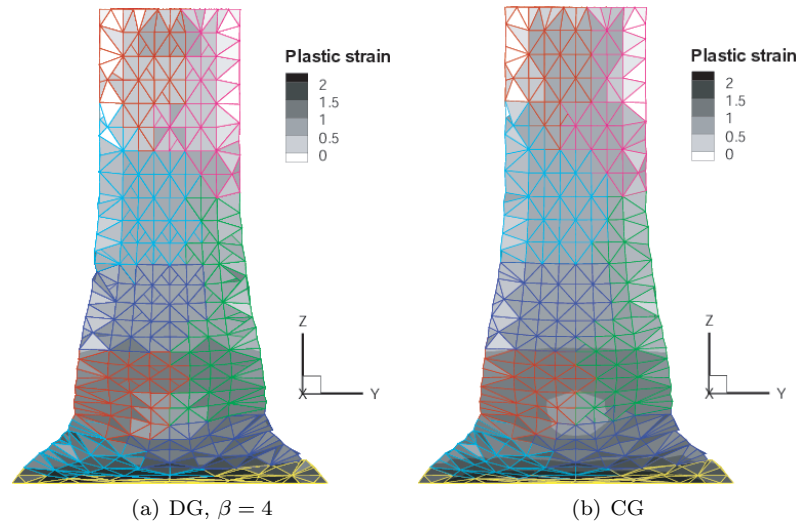 Plastic strain
2
1.5
1
0.5
0
Z
X
Y
(a) DG, β = 4
Plastic strain
2
1.5
1
0.5
0
Z
X
Y
(b) CG